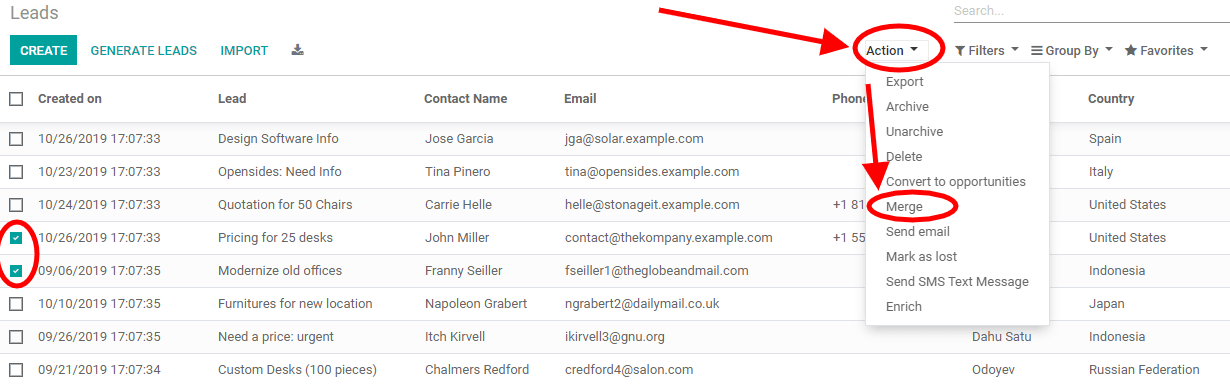 Leads
Search...
CREATE GENERATE LEADS IMPORT Action Filters Group By Favorites
Created on Lead Contact Name Email Phone Country
10/26/2019 17:07:33 Design Software Info Jose Garcia jga@solar.example.com Spain
10/23/2019 17:07:33 Opensides: Need Info Tina Pinero tina@opensides.example.com Italy
10/24/2019 17:07:33 Quotation for 50 Chairs Carrie Helle helle@stonageit.example.com +1 81 United States
10/26/2019 17:07:33 Pricing for 25 desks John Miller contact@thekompany.example.com +1 55 United States
09/06/2019 17:07:35 Modernize old offices Franny Seiller fseiller1@theglobeandmail.com Indonesia
10/10/2019 17:07:35 Furnitures for new location Napoleon Grabert ngrabert2@dailymail.co.uk Japan
09/26/2019 17:07:35 Need a price: urgent Itch Kirvell ikirvell3@gnu.org Dahu Satu Indonesia
09/21/2019 17:07:34 Custom Desks (100 pieces) Chalmers Redford credford4@salon.com Odoyev Russian Federation
Export
Archive
Unarchive
Delete
Convert to opportunities
Merge
Send email
Mark as lost
Send SMS Text Message
Enrich